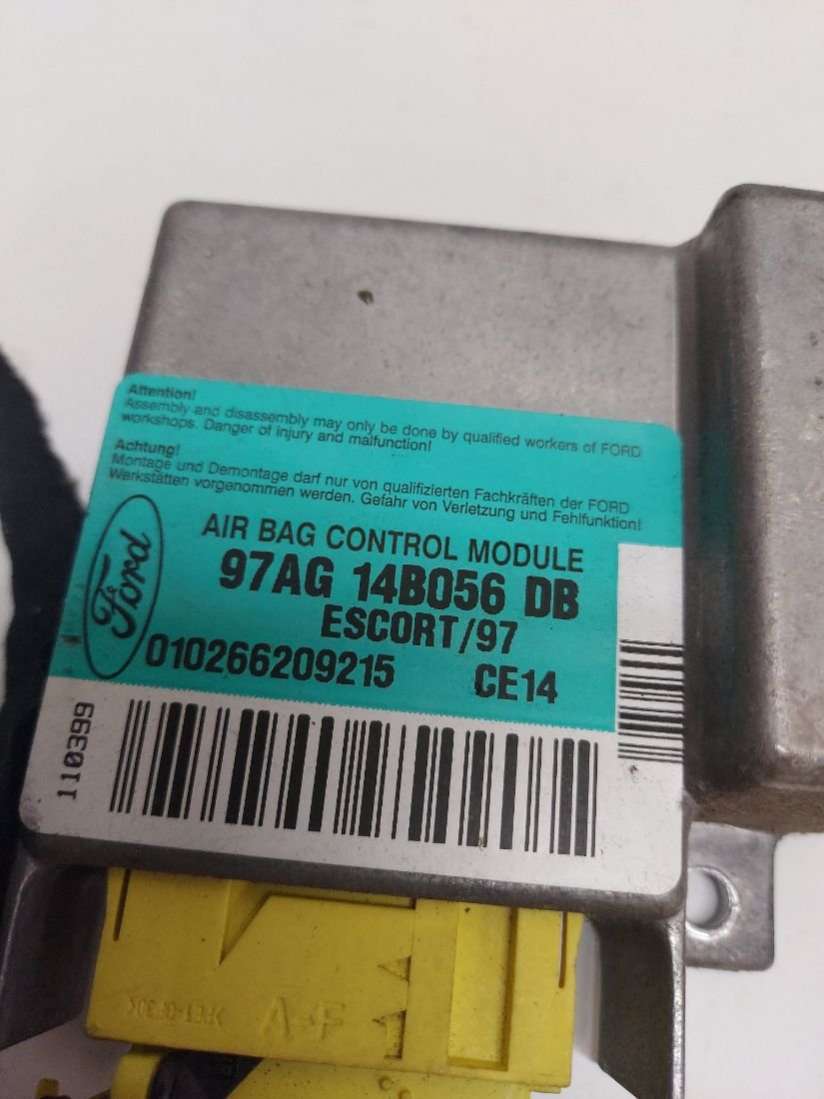 Attention!
Assembly and disassembly may only be done by qualified workers of FORD
workshops. Danger of injury and malfunction!
Achtung!
Montage und Demontage darf nur von qualifizierten Fachkräften der FORD
Werkstätten vorgenommen werden. Gefahr von Verletzung und Fehlfunktion!
Ford
AIR BAG CONTROL MODULE
97AG 14B056 DB
ESCORT/97
010266209215 CE14
110399
A-F